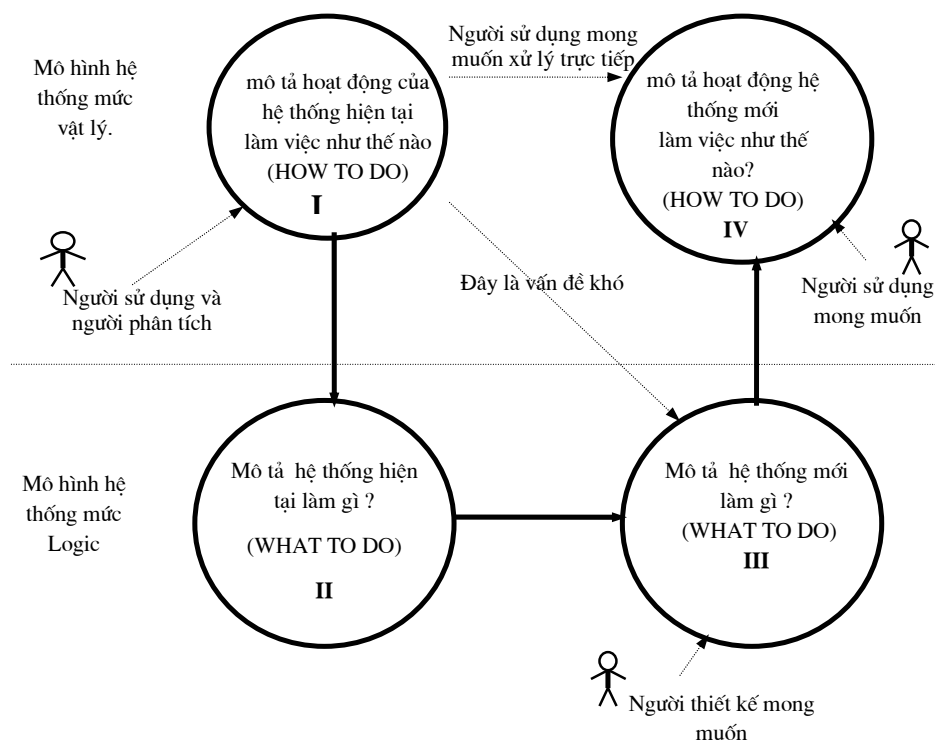 Mô hình hệ
thống mức
vật lý.
mô tả hoạt động của
hệ thống hiện tại
làm việc như thế nào
(HOW TO DO)
I
Người sử dụng mong
muốn xử lý trực tiếp
mô tả hoạt động hệ
thống mới
làm việc như thế
nào?
(HOW TO DO)
IV
Người sử dụng và
người phân tích
Đây là vấn đề khó
Người sử dụng
mong muốn
Mô hình hệ
thống mức
Logic
Mô tả hệ thống hiện
tại làm gì ?
(WHAT TO DO)
II
Mô tả hệ thống mới
làm gì ?
(WHAT TO DO)
III
Người thiết kế mong
muốn